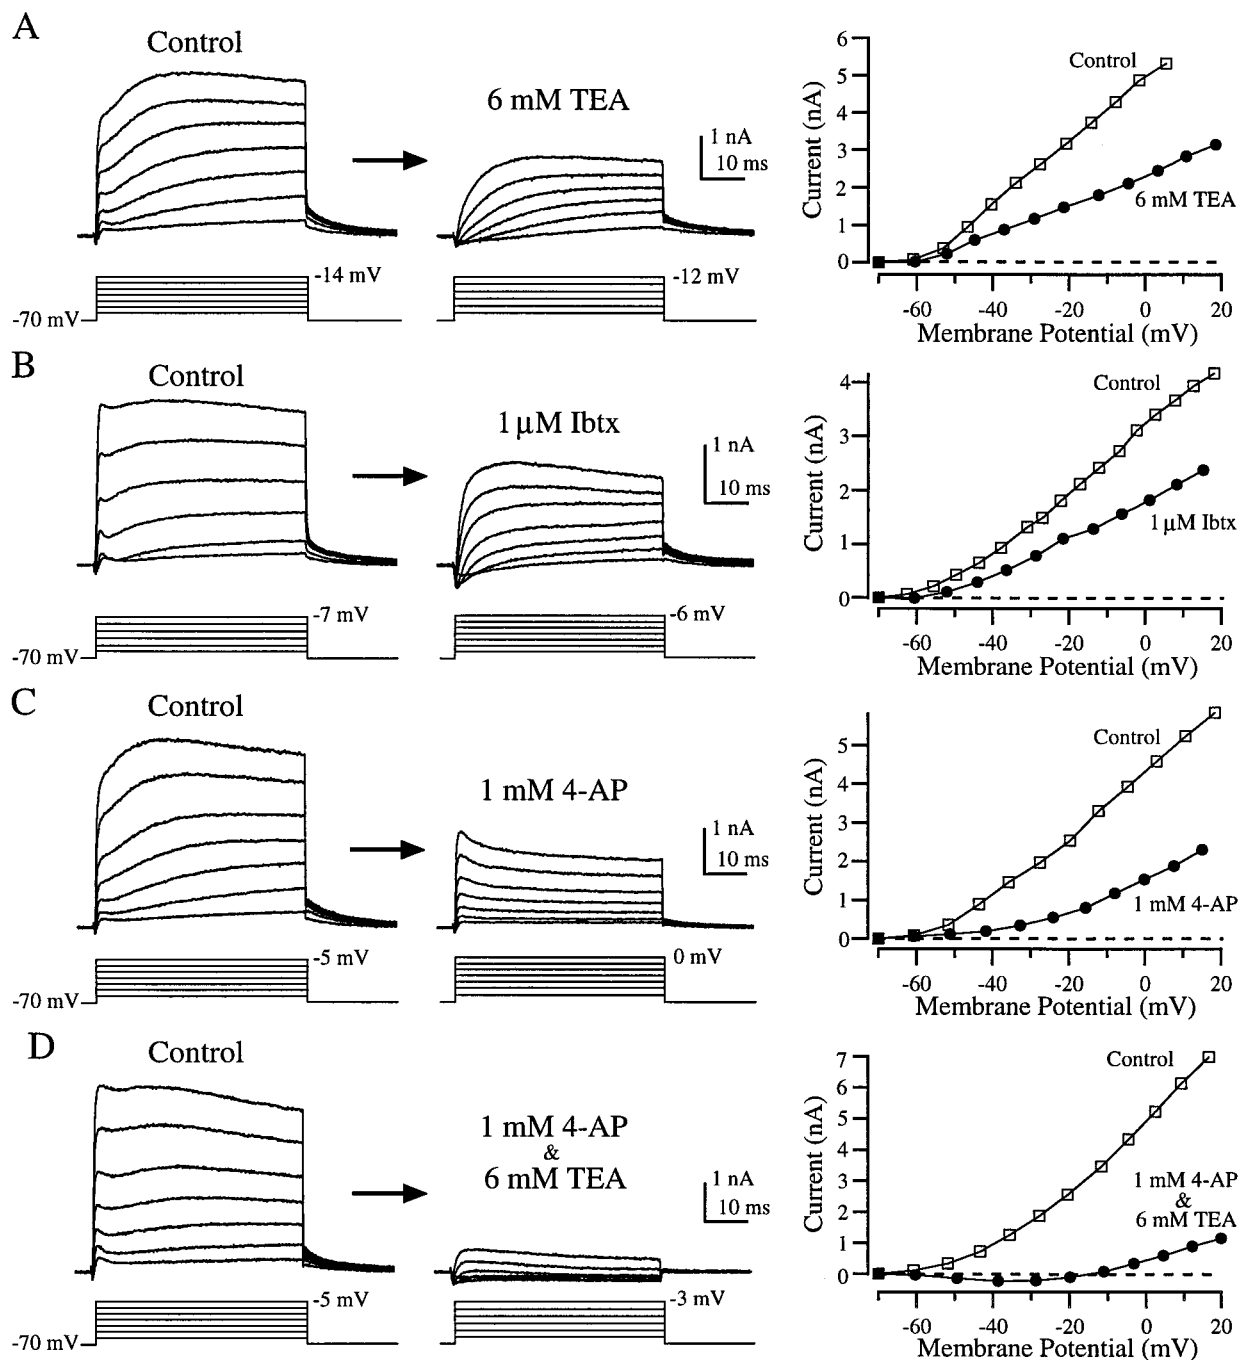 A
Control
6 mM TEA
1 nA
10 ms
-14 mV
-12 mV
-70 mV
Current (nA)
6
5
4
3
2
1
0
Control
6 mM TEA
-60 -40 -20 0 20
Membrane Potential (mV)
B
Control
1 µM Ibtx
1 nA
10 ms
-7 mV
-6 mV
-70 mV
Current (nA)
4
3
2
1
0
Control
1 µM Ibtx
-60 -40 -20 0 20
Membrane Potential (mV)
C
Control
1 mM 4-AP
1 nA
10 ms
-5 mV
0 mV
-70 mV
Current (nA)
5
4
3
2
1
0
Control
1 mM 4-AP
-60 -40 -20 0 20
Membrane Potential (mV)
D
Control
1 mM 4-AP
&
6 mM TEA
1 nA
10 ms
-5 mV
-3 mV
-70 mV
Current (nA)
7
6
5
4
3
2
1
0
Control
1 mM 4-AP
&
6 mM TEA
-60 -40 -20 0 20
Membrane Potential (mV)